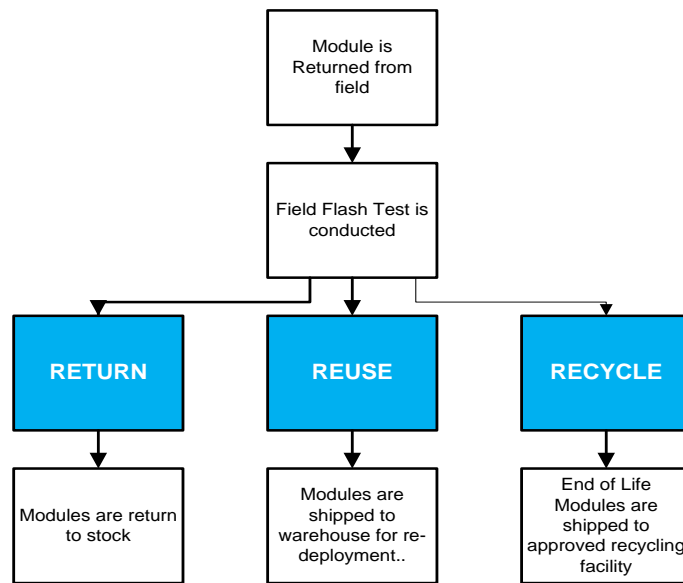 Module is
Returned from
field
Field Flash Test is
conducted
RETURN
REUSE
RECYCLE
Modules are return
to stock
Modules are
shipped to
warehouse for re-
deployment..
End of Life
Modules are
shipped to
approved recycling
facility